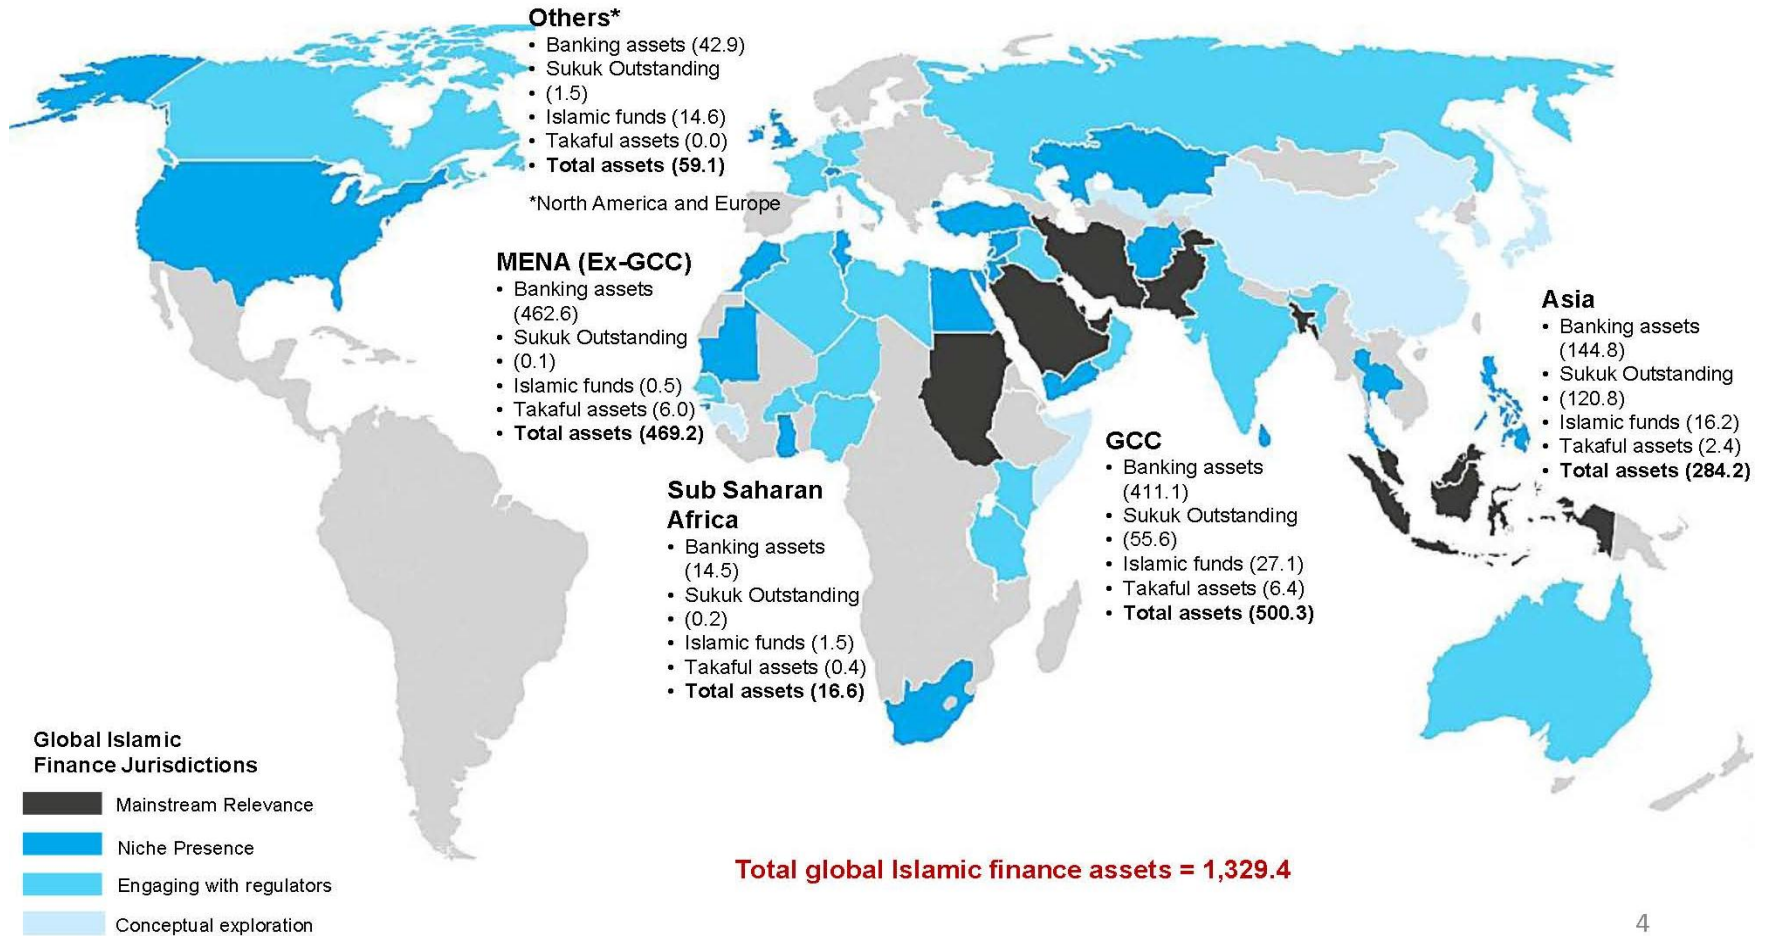 Others*
• Banking assets (42.9)
• Sukuk Outstanding
• (1.5)
• Islamic funds (14.6)
• Takaful assets (0.0)
• Total assets (59.1)
*North America and Europe
MENA (Ex-GCC)
• Banking assets
(462.6)
• Sukuk Outstanding
• (0.1)
• Islamic funds (0.5)
• Takaful assets (6.0)
• Total assets (469.2)
Asia
• Banking assets
(144.8)
• Sukuk Outstanding
• (120.8)
• Islamic funds (16.2)
• Takaful assets (2.4)
• Total assets (284.2)
GCC
• Banking assets
(411.1)
• Sukuk Outstanding
• (55.6)
• Islamic funds (27.1)
• Takaful assets (6.4)
• Total assets (500.3)
Sub Saharan
Africa
• Banking assets
(14.5)
• Sukuk Outstanding
• (0.2)
• Islamic funds (1.5)
• Takaful assets (0.4)
• Total assets (16.6)
Global Islamic
Finance Jurisdictions
Mainstream Relevance
Niche Presence
Engaging with regulators
Conceptual exploration
Total global Islamic finance assets = 1,329.4
4